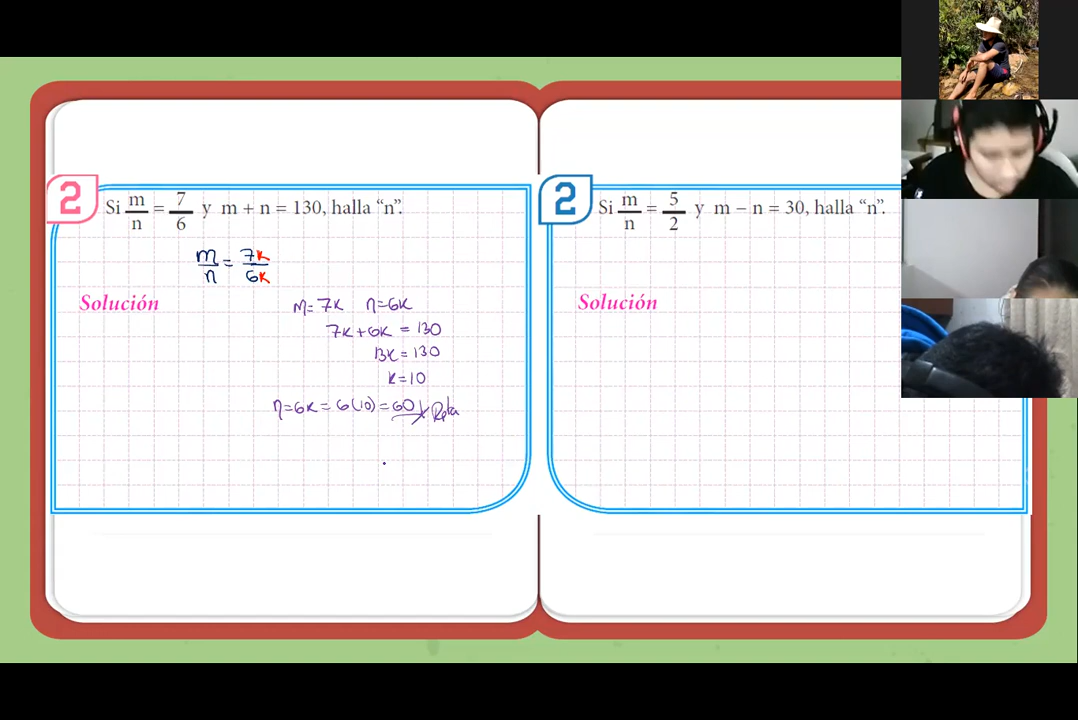 2
Si m/n = 7/6 y m + n = 130, halla “n”.
m/n = 7k/6k
Solución
m = 7k   n = 6k
7k + 6k = 130
13k = 130
k = 10
n = 6k = 6(10) = 60 Rpta
2
Si m/n = 5/2 y m − n = 30, halla “n”.
Solución